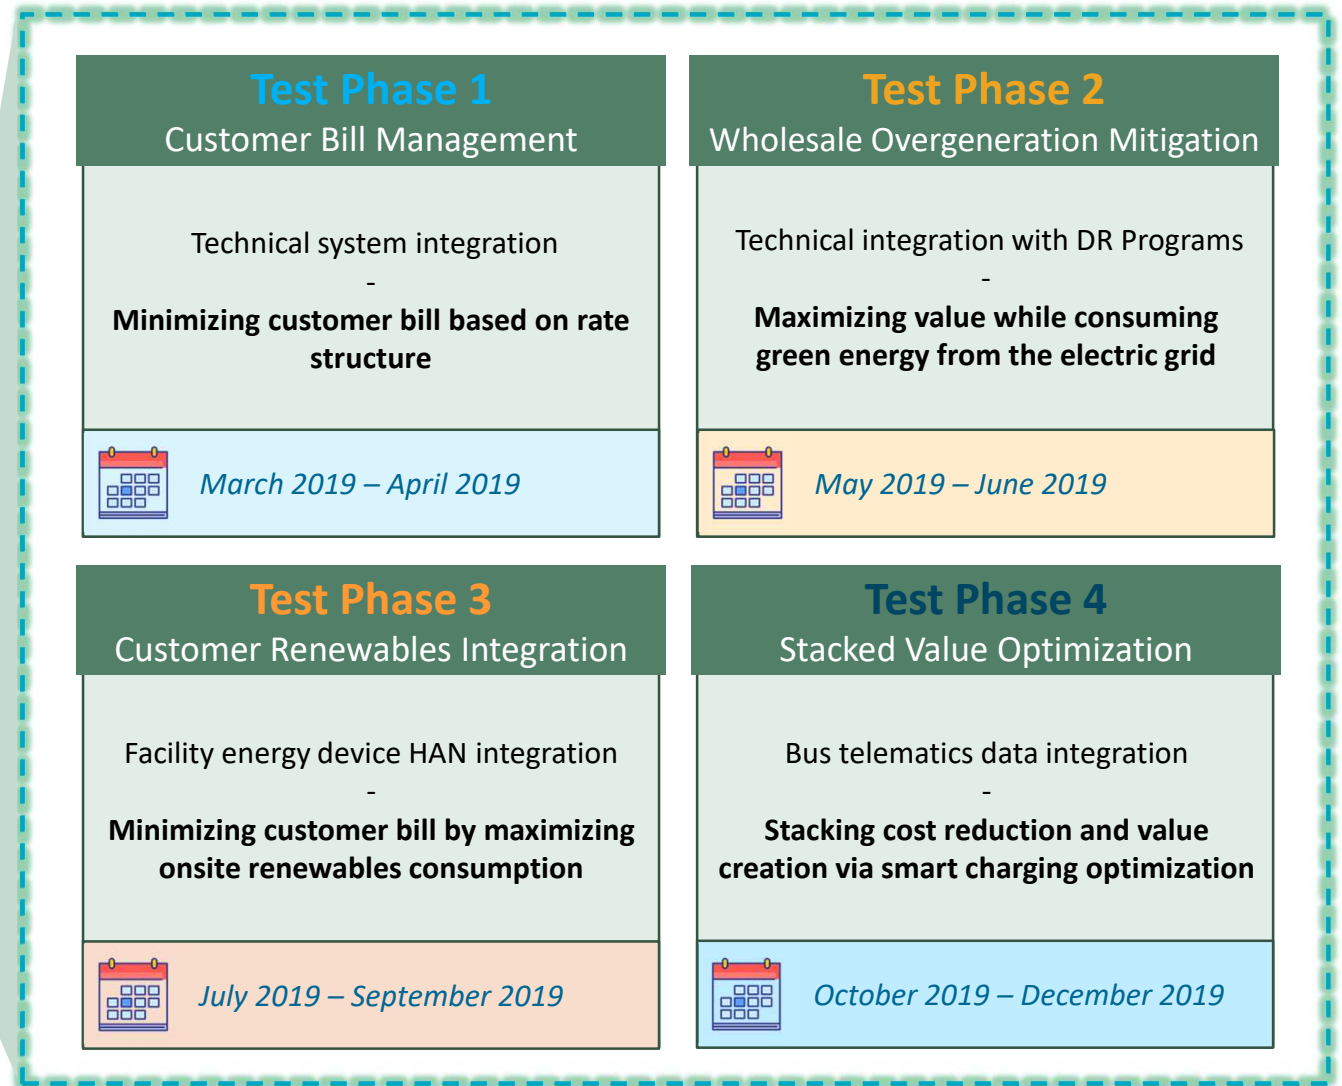 Test Phase 1
Customer Bill Management
Technical system integration
-
Minimizing customer bill based on rate
structure
March 2019 – April 2019
Test Phase 2
Wholesale Overgeneration Mitigation
Technical integration with DR Programs
-
Maximizing value while consuming
green energy from the electric grid
May 2019 – June 2019
Test Phase 3
Customer Renewables Integration
Facility energy device HAN integration
-
Minimizing customer bill by maximizing
onsite renewables consumption
July 2019 – September 2019
Test Phase 4
Stacked Value Optimization
Bus telematics data integration
-
Stacking cost reduction and value
creation via smart charging optimization
October 2019 – December 2019